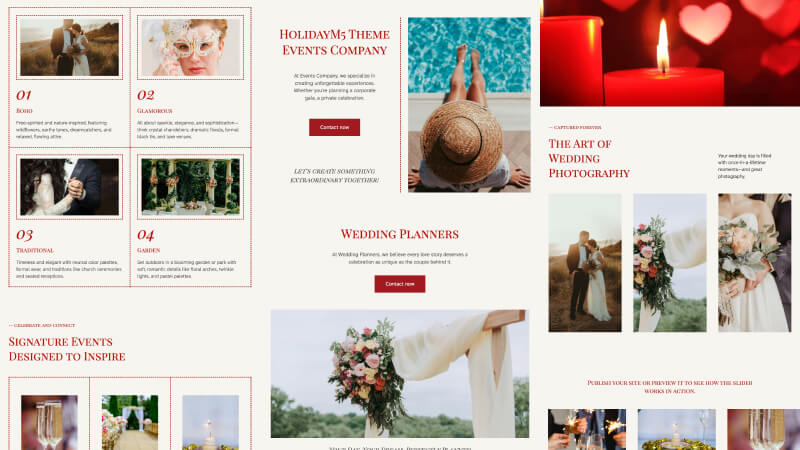 01
Boho
Free-spirit and nature-inspired, featuring
wildflowers, earthy tones, dreamcatchers, and
relaxed, flowing attire.
02
Glamorous
All about sparkle, elegance, and sophistication—
think crystal chandeliers, dramatic florals, formal
black tie, and luxe venues.
03
Traditional
Timeless and elegant with neutral color palettes,
formal wear, and traditions like church ceremonies
and seated receptions.
04
Garden
Set outdoors in a blooming garden or park with
soft, romantic details like floral arches, twinkle
lights, and pastel palettes.
— Celebrate and connect
Signature Events
Designed to Inspire
HolidayM5 Theme
Events Company
At Events Company, we specialize in
creating unforgettable experiences.
Whether you're planning a corporate
gala, a private celebration.
Contact now
Let's create something
extraordinary together!
Wedding Planners
At Wedding Planners, we believe every love story deserves a
celebration as unique as the couple behind it.
Contact now
— Captured forever
The Art of
Wedding
Photography
Your wedding day is filled
with once-in-a-lifetime
moments—and great
photography.
Publish your site or preview it to see how the slider
works in action.